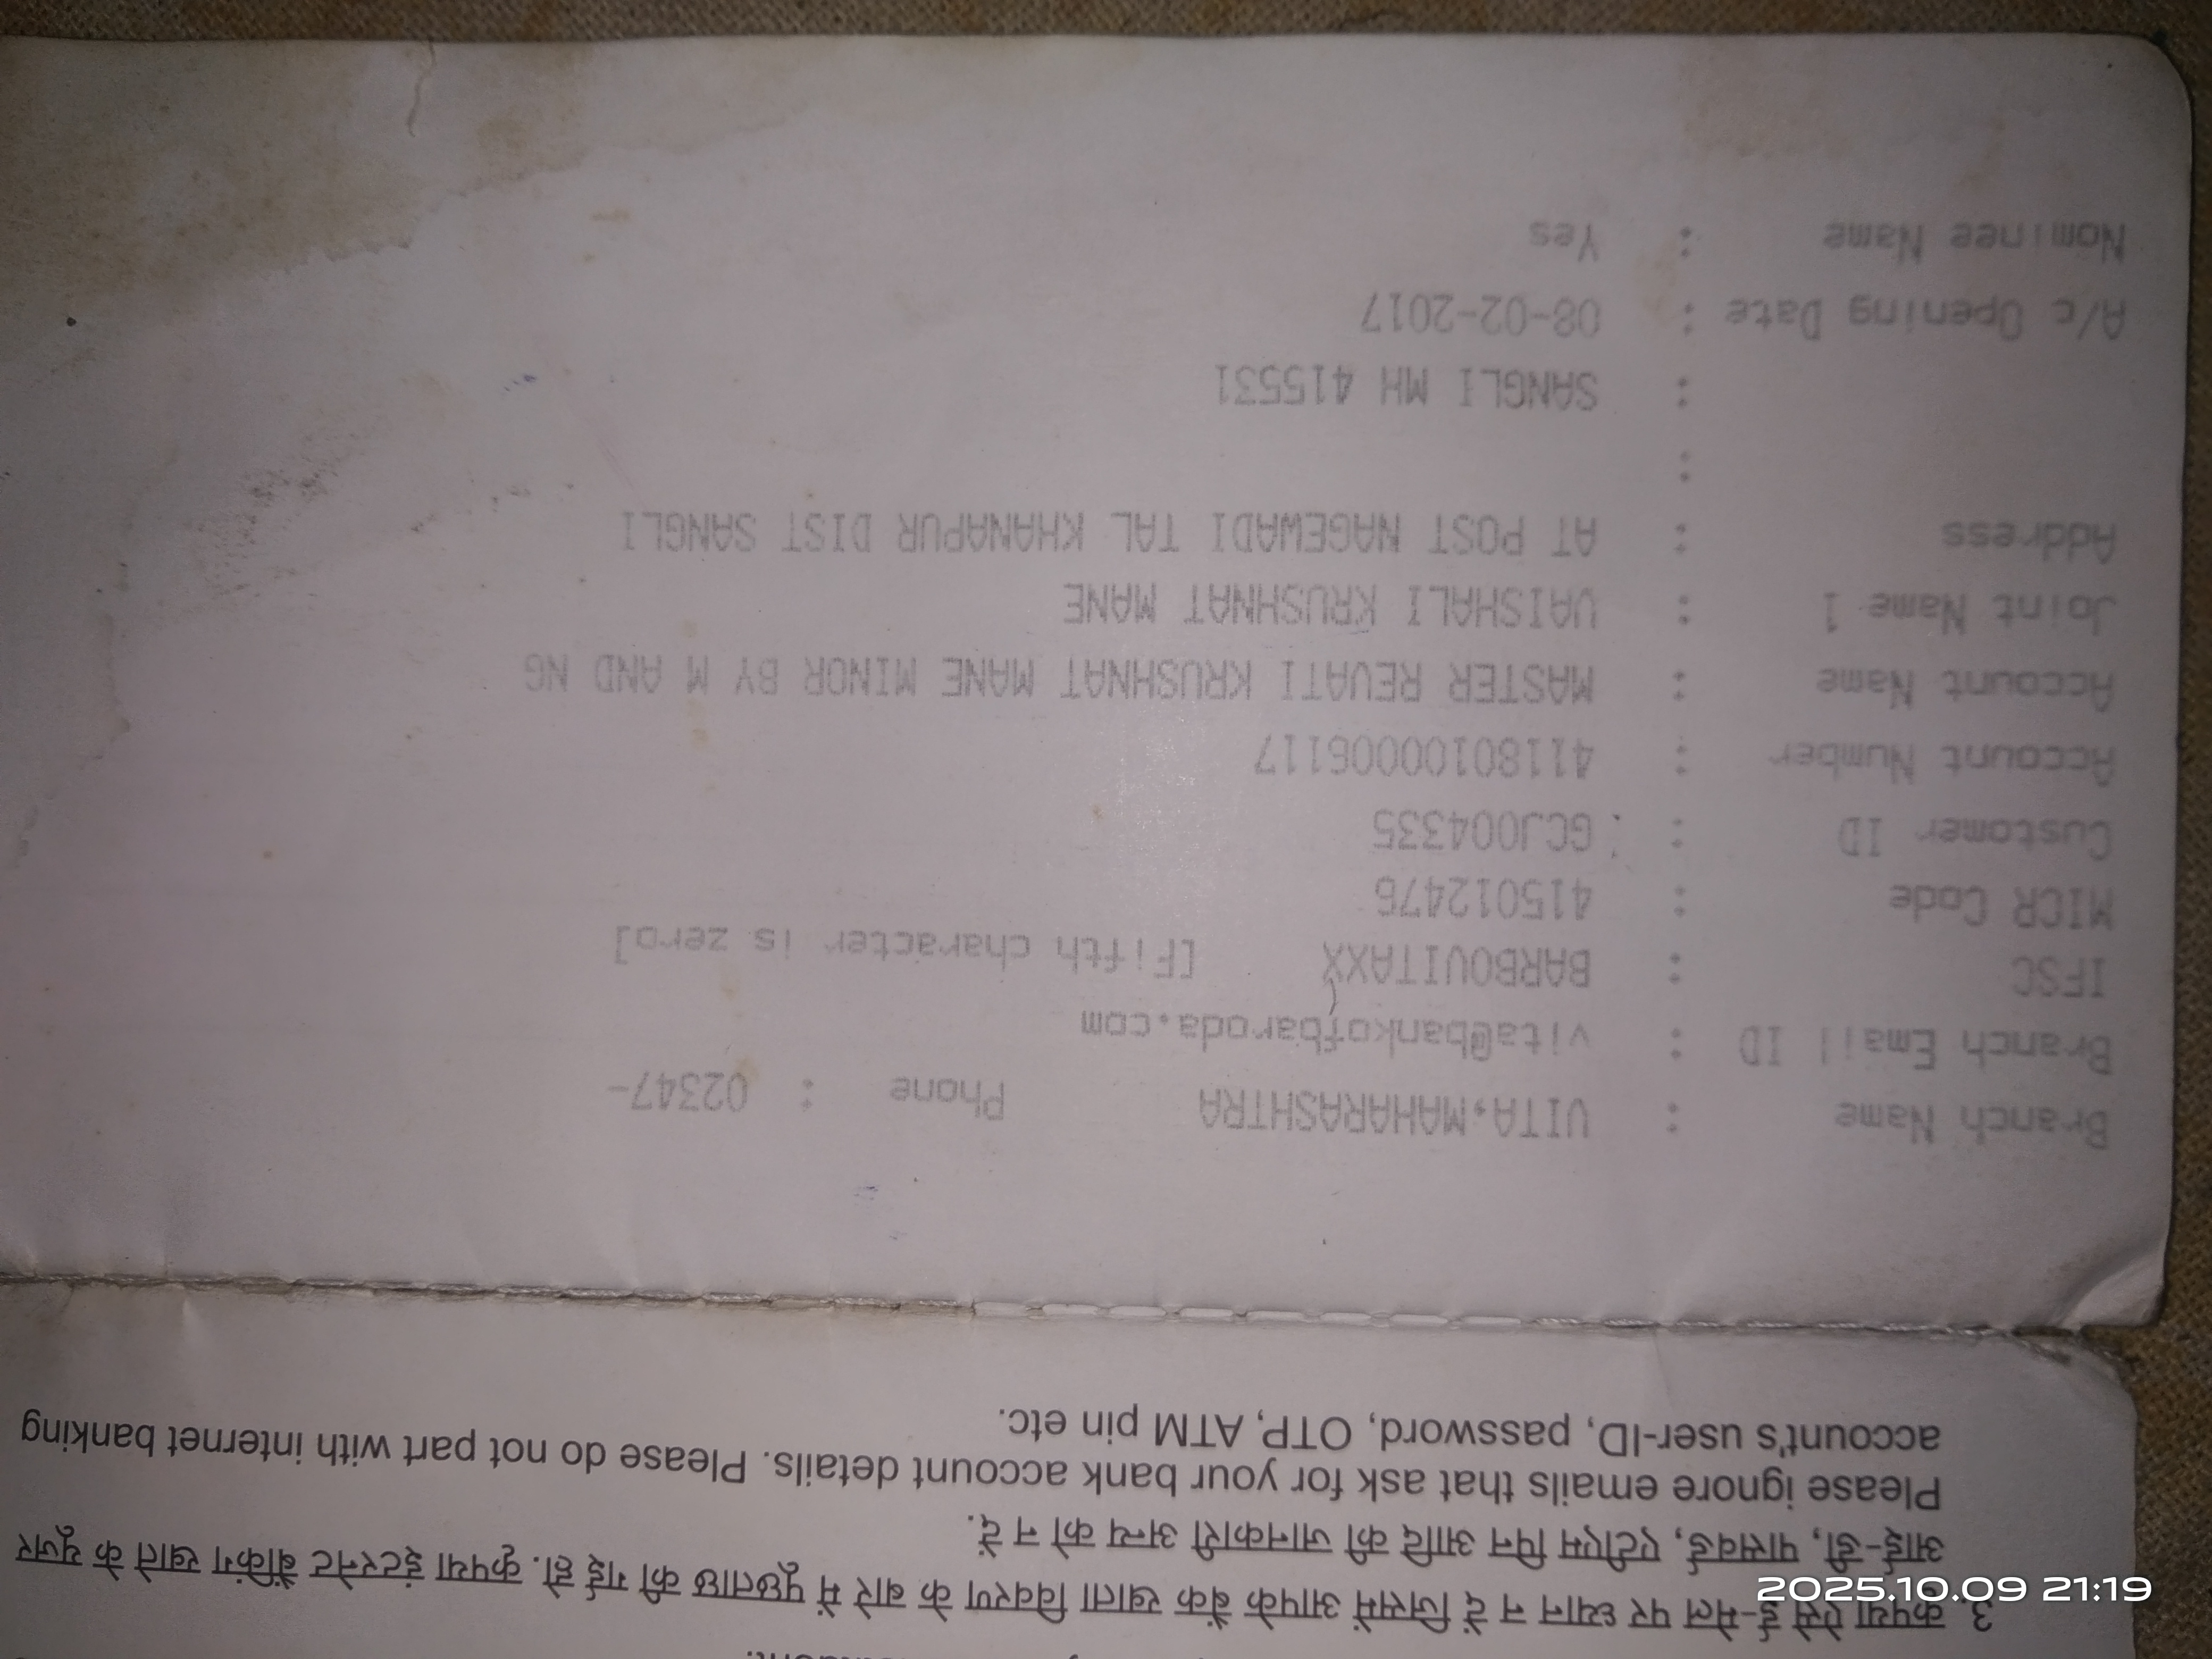 3. कृपया ऐसे ई-मेल पर ध्यान न दें जिसमें आपके बैंक खाता विवरण के बारे में पूछताछ की गई हो. कृपया इंटरनेट बैंकिंग खाते के यूजर
आई-डी, पासवर्ड, एटीएम पिन आदि की जानकारी अन्य को न दें.
Please ignore emails that ask for your bank account details. Please do not part with internet banking
account's user-ID, password, OTP, ATM pin etc.
Branch Name : VITA,MAHARASHTRA Phone : 02347-
Branch Email ID : vita@bankofbaroda.com
IFSC : BARB0VITAXX [Fifth character is zero]
MICR Code : 415012476
Customer ID : GCJ004335
Account Number : 41180100006117
Account Name : MASTER REVATI KRUSHNAT MANE MINOR BY M AND NG
Joint Name 1 : VAISHALI KRUSHNAT MANE
Address : AT POST NAGEWADI TAL KHANAPUR DIST SANGLI
:
: SANGLI MH 415531
A/c Opening Date : 08-02-2017
Nominee Name : Yes
2025.10.09 21:19